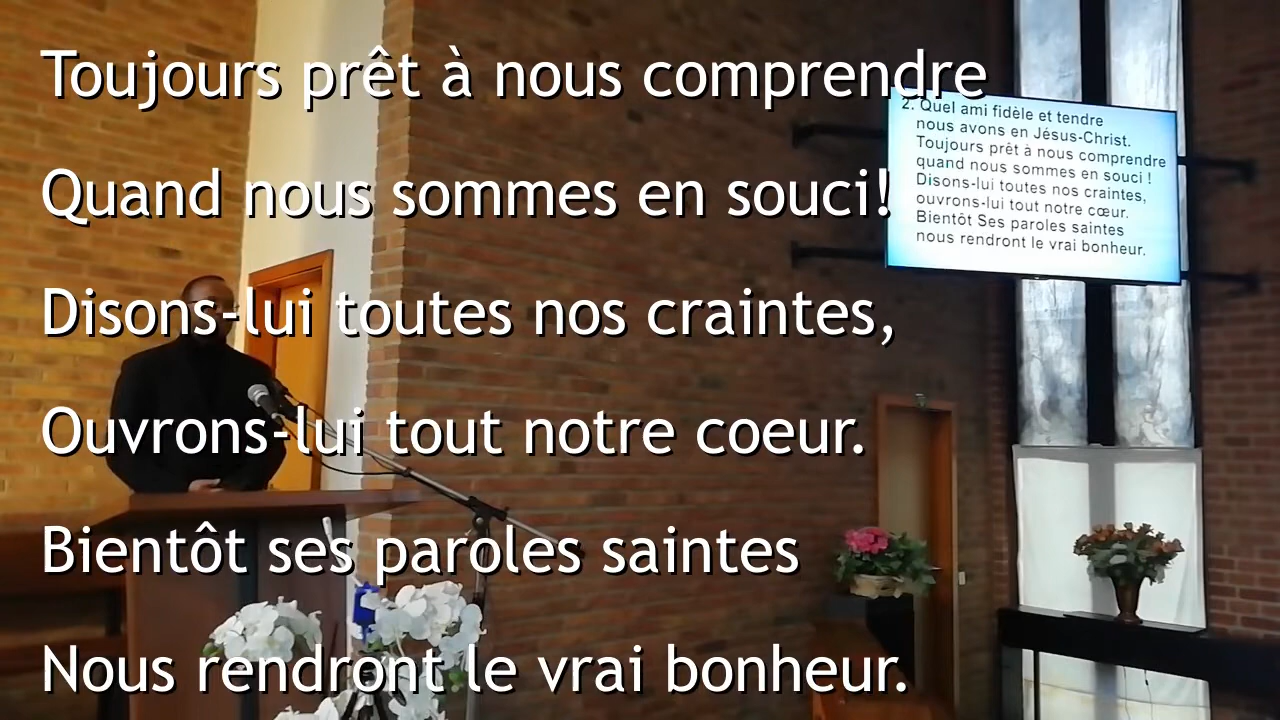 Toujours prêt à nous comprendre
Quand nous sommes en souci!
Disons-lui toutes nos craintes,
Ouvrons-lui tout notre coeur.
Bientôt ses paroles saintes
Nous rendront le vrai bonheur.
2. Quel ami fidèle et tendre
nous avons en Jésus-Christ.
Toujours prêt à nous comprendre
quand nous sommes en souci !
Disons-lui toutes nos craintes,
ouvrons-lui tout notre cœur.
Bientôt Ses paroles saintes
nous rendront le vrai bonheur.